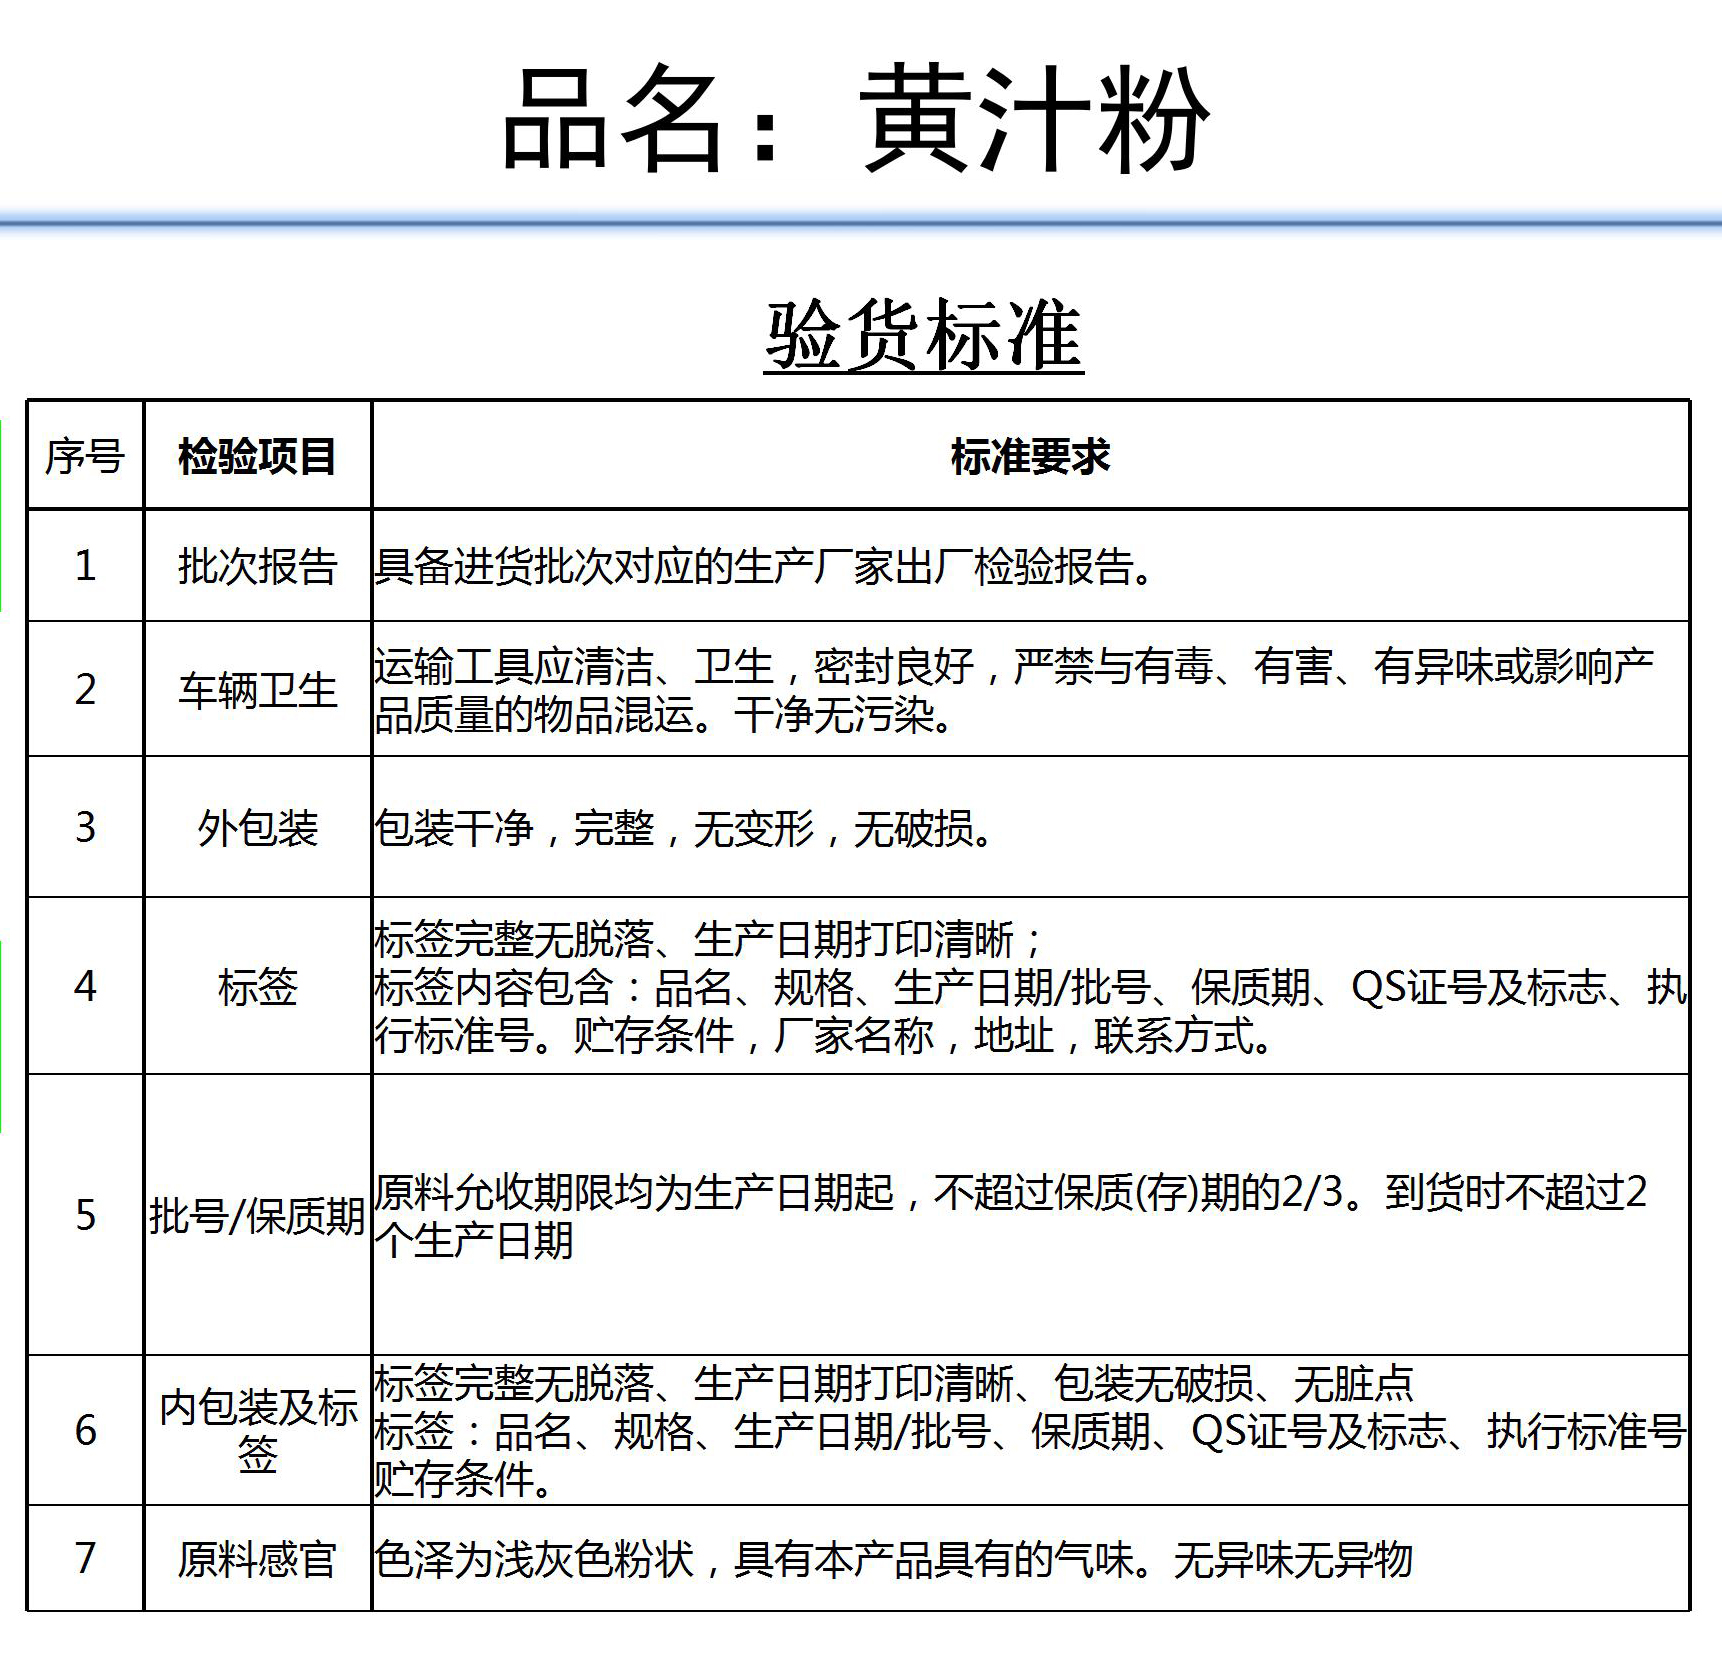 品名：黄汁粉
验货标准
序号 检验项目 标准要求
1 批次报告 具备进货批次对应的生产厂家出厂检验报告。
2 车辆卫生 运输工具应清洁、卫生，密封良好，严禁与有毒、有害、有异味或影响产
品质量的物品混运。干净无污染。
3 外包装 包装干净，完整，无变形，无破损。
4 标签 标签完整无脱落、生产日期打印清晰；
标签内容包含：品名、规格、生产日期/批号、保质期、QS证号及标志、执
行标准号。贮存条件，厂家名称，地址，联系方式。
5 批号/保质期 原料允收期限均为生产日期起，不超过保质(存)期的2/3。到货时不超过2
个生产日期
6 内包装及标
签
标签完整无脱落、生产日期打印清晰、包装无破损、无脏点
标签：品名、规格、生产日期/批号、保质期、QS证号及标志、执行标准号
贮存条件。
7 原料感官 色泽为浅灰色粉状，具有本产品具有的气味。无异味无异物